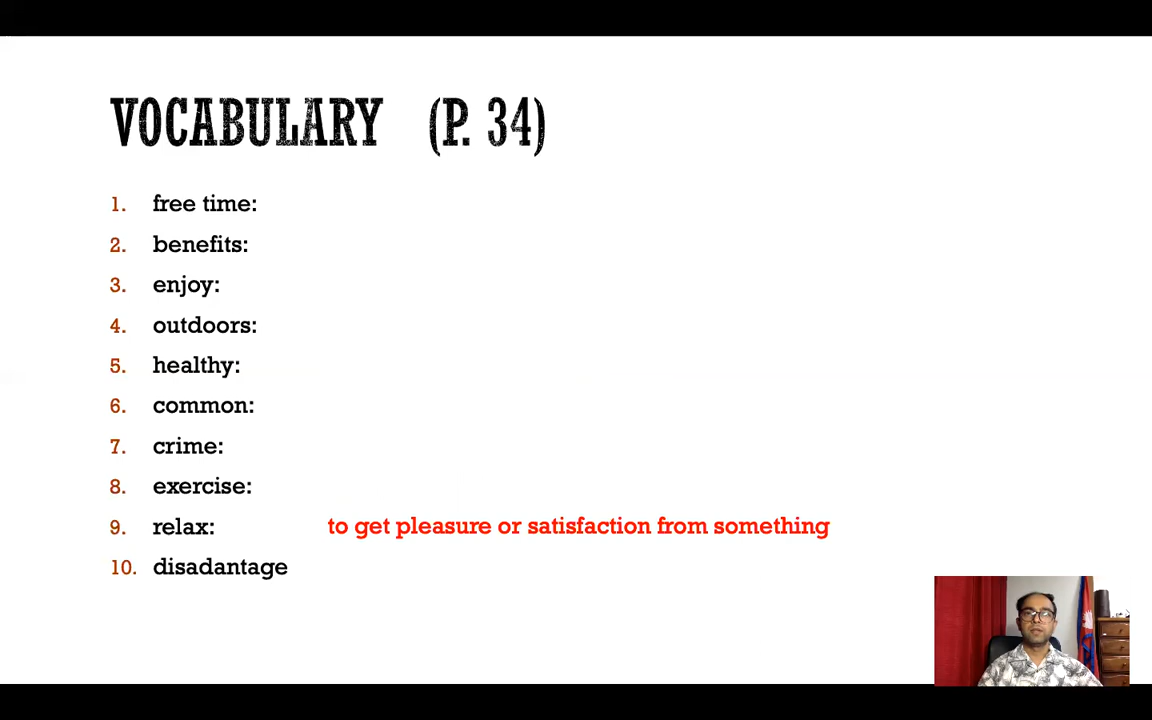 VOCABULARY (P. 34)
1. free time:
2. benefits:
3. enjoy:
4. outdoors:
5. healthy:
6. common:
7. crime:
8. exercise:
9. relax: to get pleasure or satisfaction from something
10. disadantage